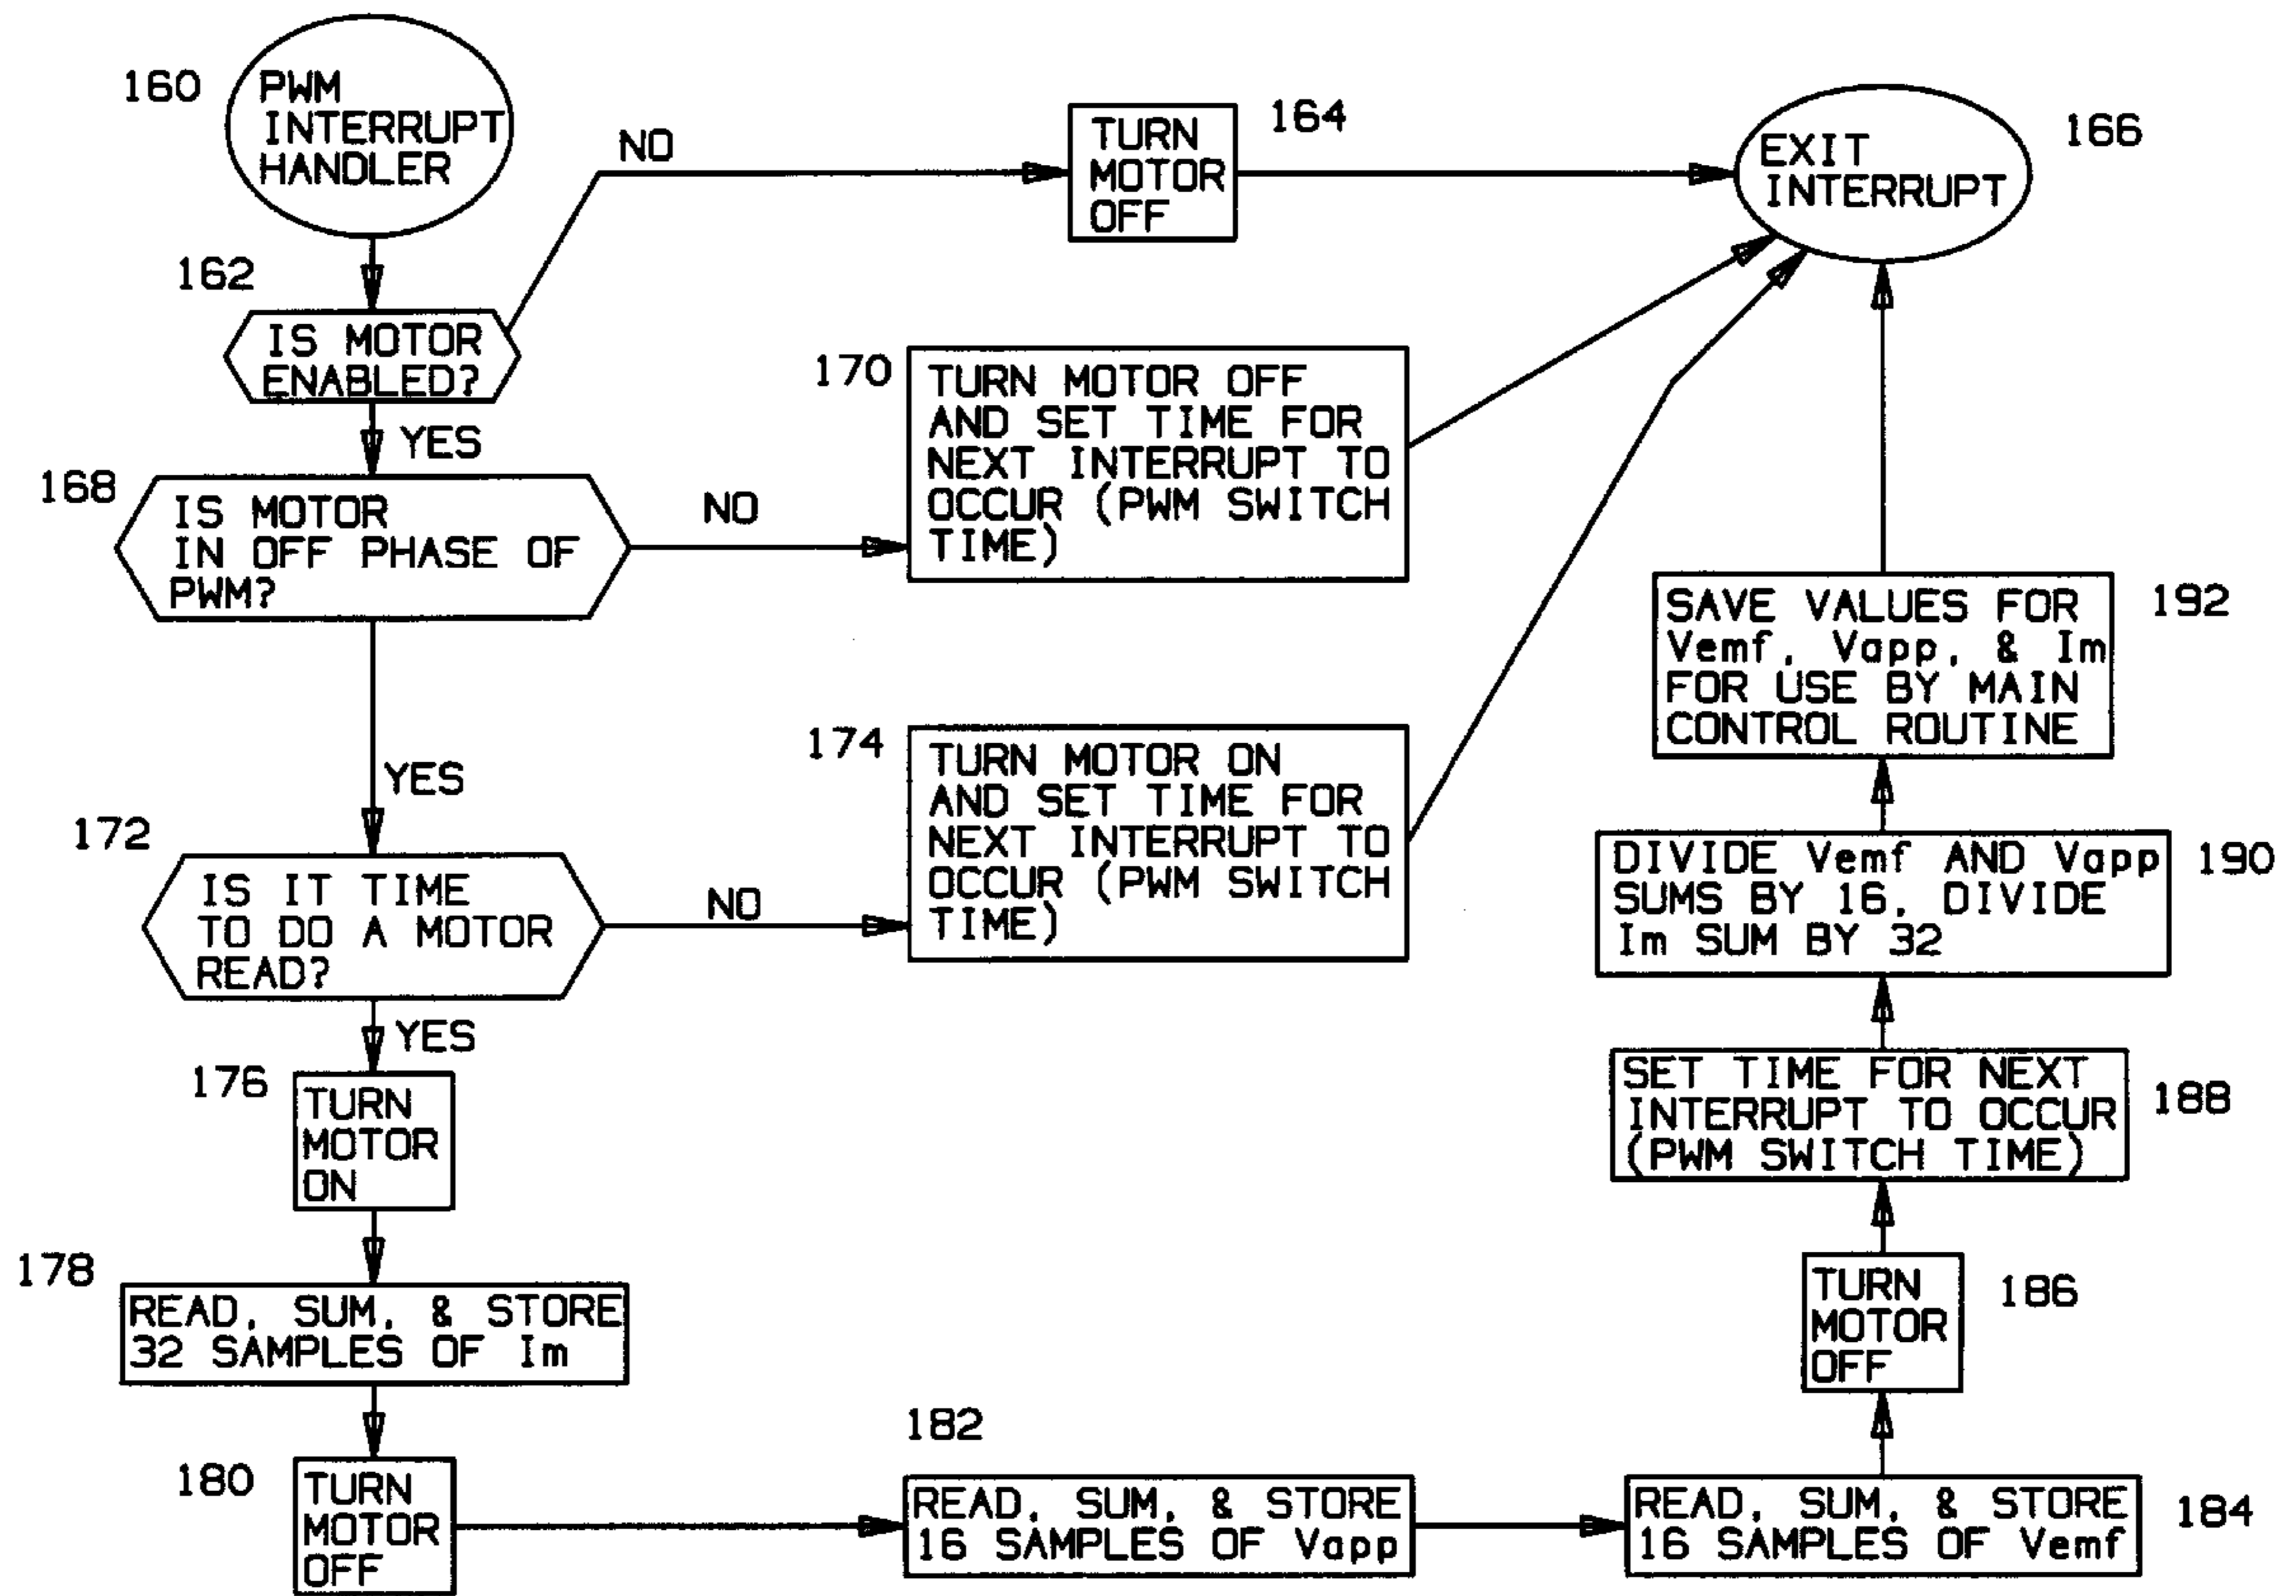 160
PWM
INTERRUPT
HANDLER
NO
TURN
MOTOR
OFF
164
EXIT
INTERRUPT
166
162
IS MOTOR
ENABLED?
YES
168
IS MOTOR
IN OFF PHASE OF
PWM?
NO
170
TURN MOTOR OFF
AND SET TIME FOR
NEXT INTERRUPT TO
OCCUR (PWM SWITCH
TIME)
YES
172
IS IT TIME
TO DO A MOTOR
READ?
NO
174
TURN MOTOR ON
AND SET TIME FOR
NEXT INTERRUPT TO
OCCUR (PWM SWITCH
TIME)
YES
176
TURN
MOTOR
ON
178
READ, SUM, & STORE
32 SAMPLES OF Im
180
TURN
MOTOR
OFF
182
READ, SUM, & STORE
16 SAMPLES OF Vapp
READ, SUM, & STORE
16 SAMPLES OF Vemf
184
TURN
MOTOR
OFF
186
SET TIME FOR NEXT
INTERRUPT TO OCCUR
(PWM SWITCH TIME)
188
DIVIDE Vemf AND Vapp
SUMS BY 16, DIVIDE
Im SUM BY 32
190
SAVE VALUES FOR
Vemf, Vapp, & Im
FOR USE BY MAIN
CONTROL ROUTINE
192